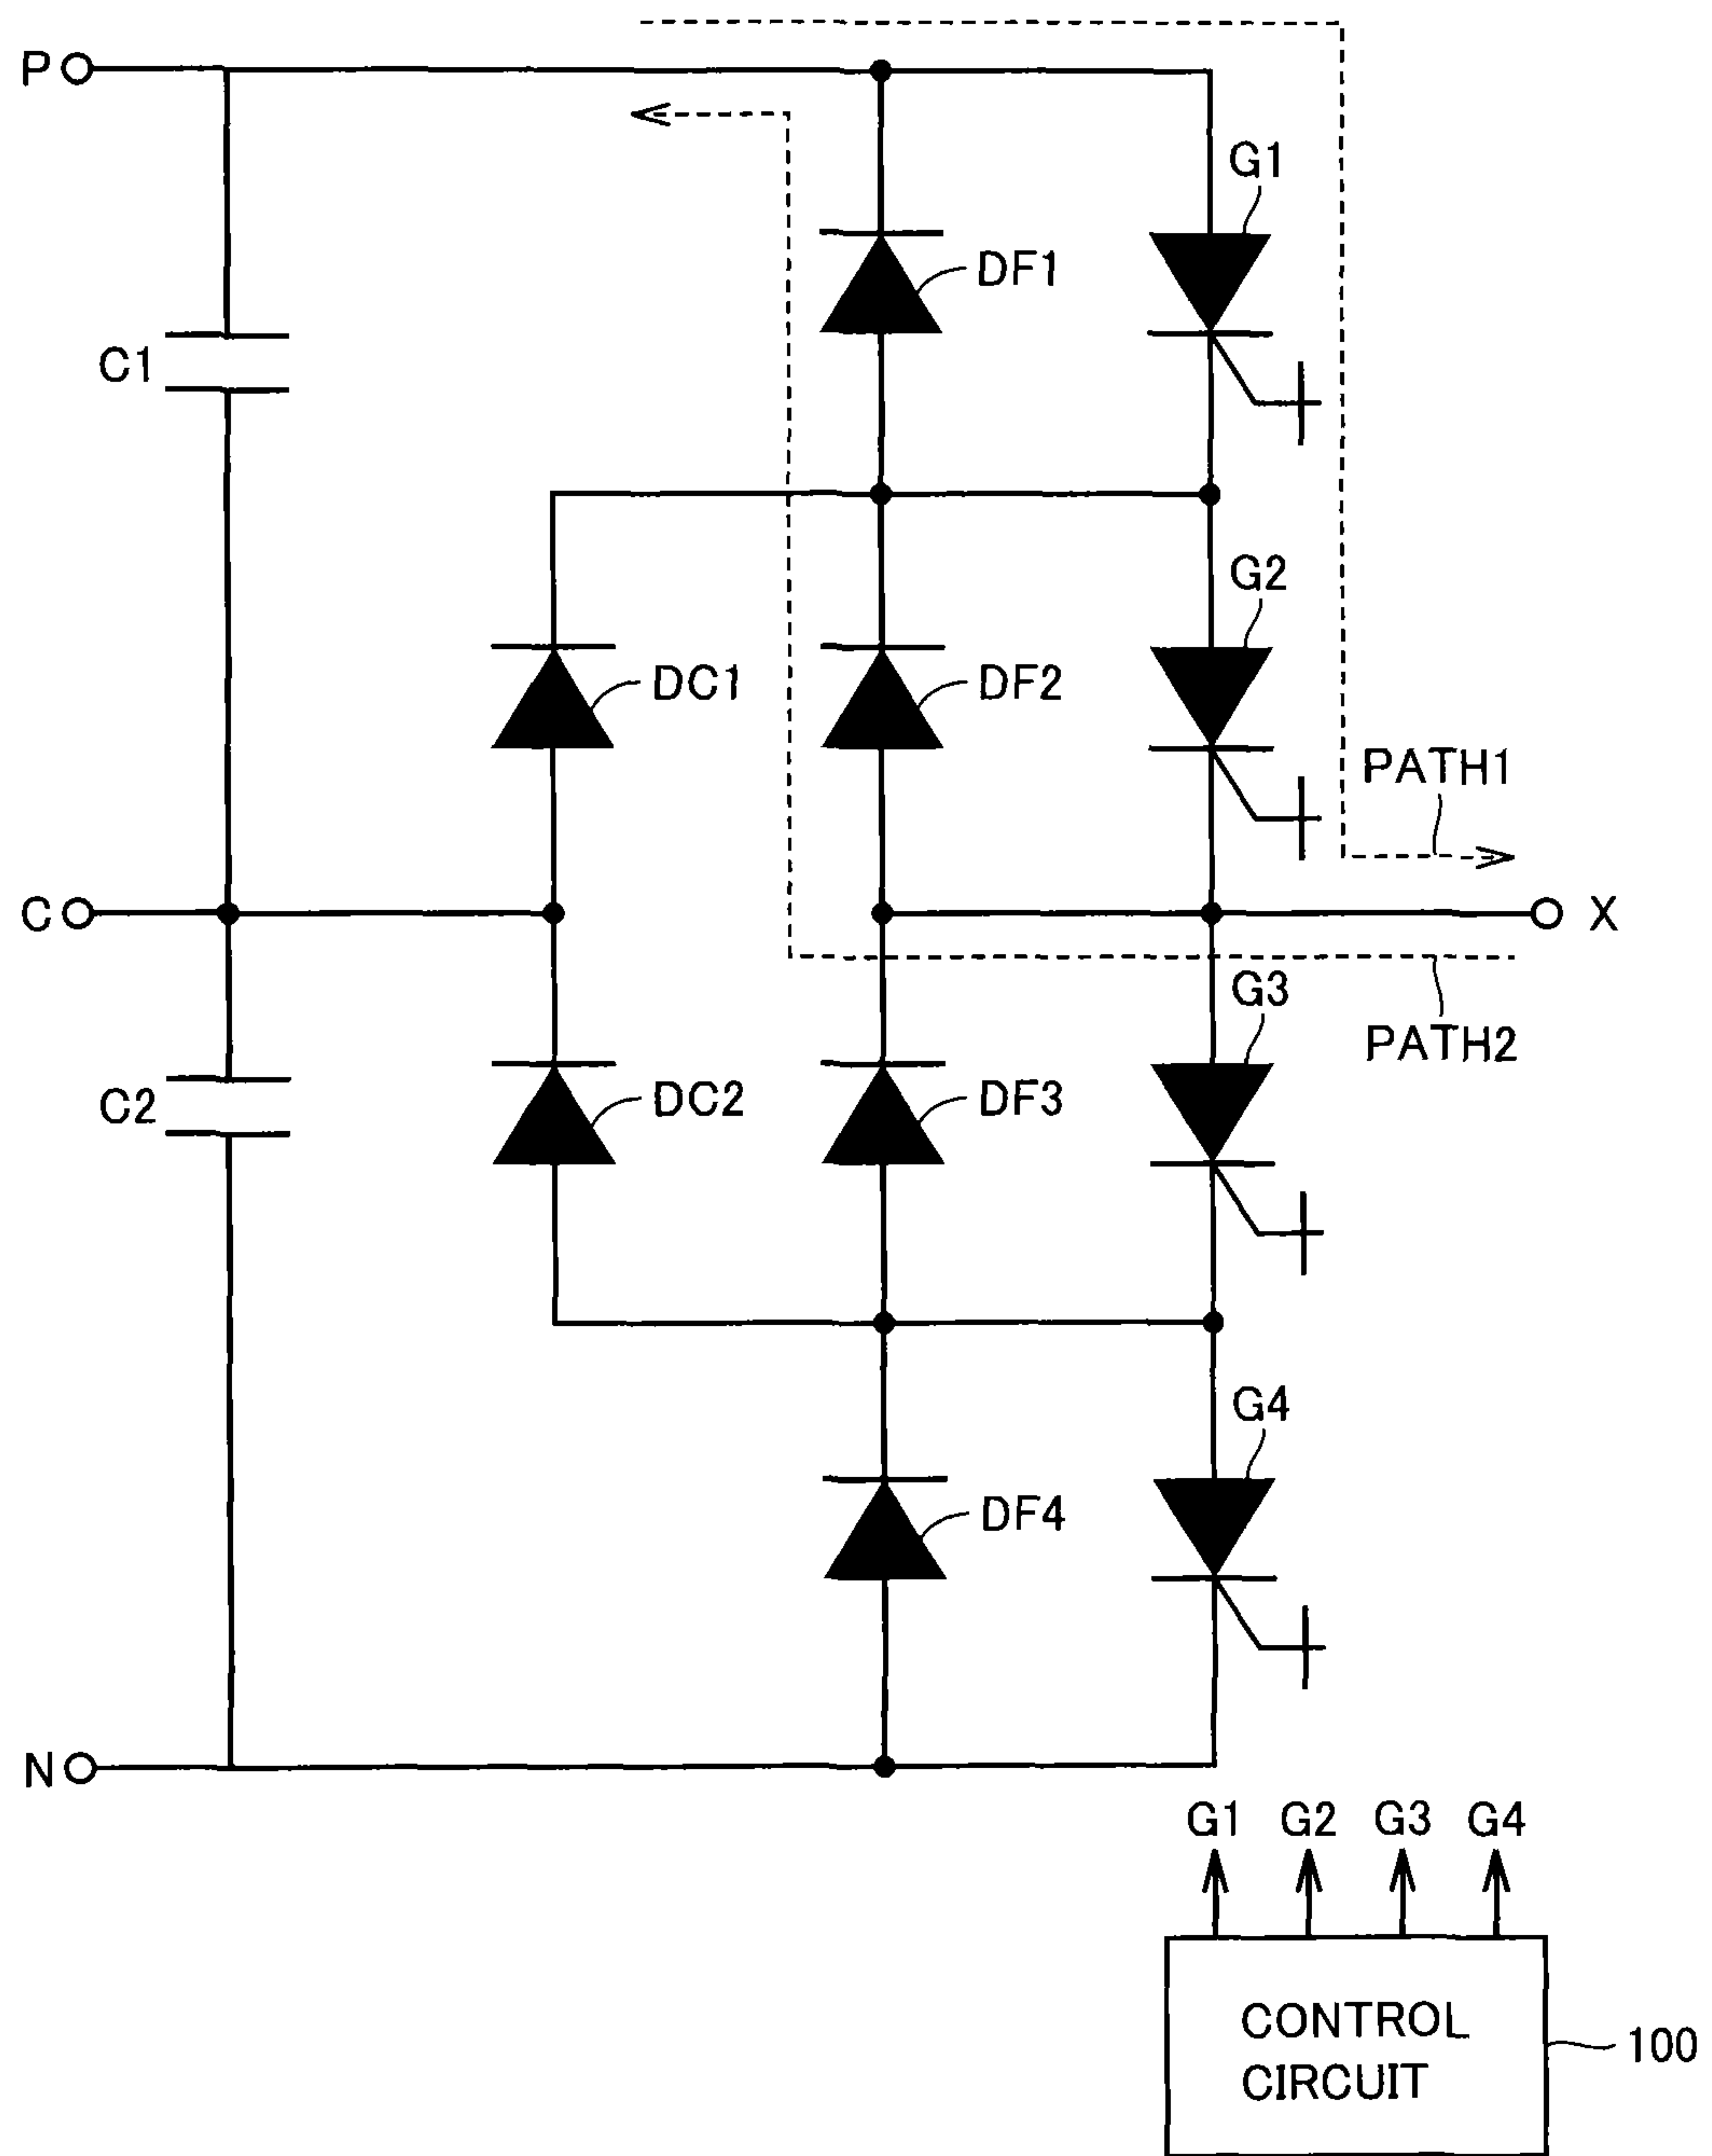 P
G1
DF1
C1
G2
DC1
DF2
PATH1
C
X
G3
PATH2
C2
DC2
DF3
G4
DF4
N
G1 G2 G3 G4
CONTROL
CIRCUIT
100